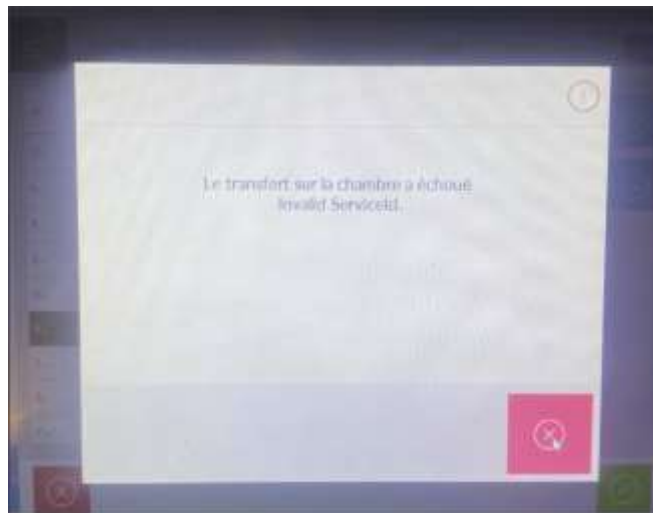 Le transfert sur la chambre a échoué
Invalid ServiceId.